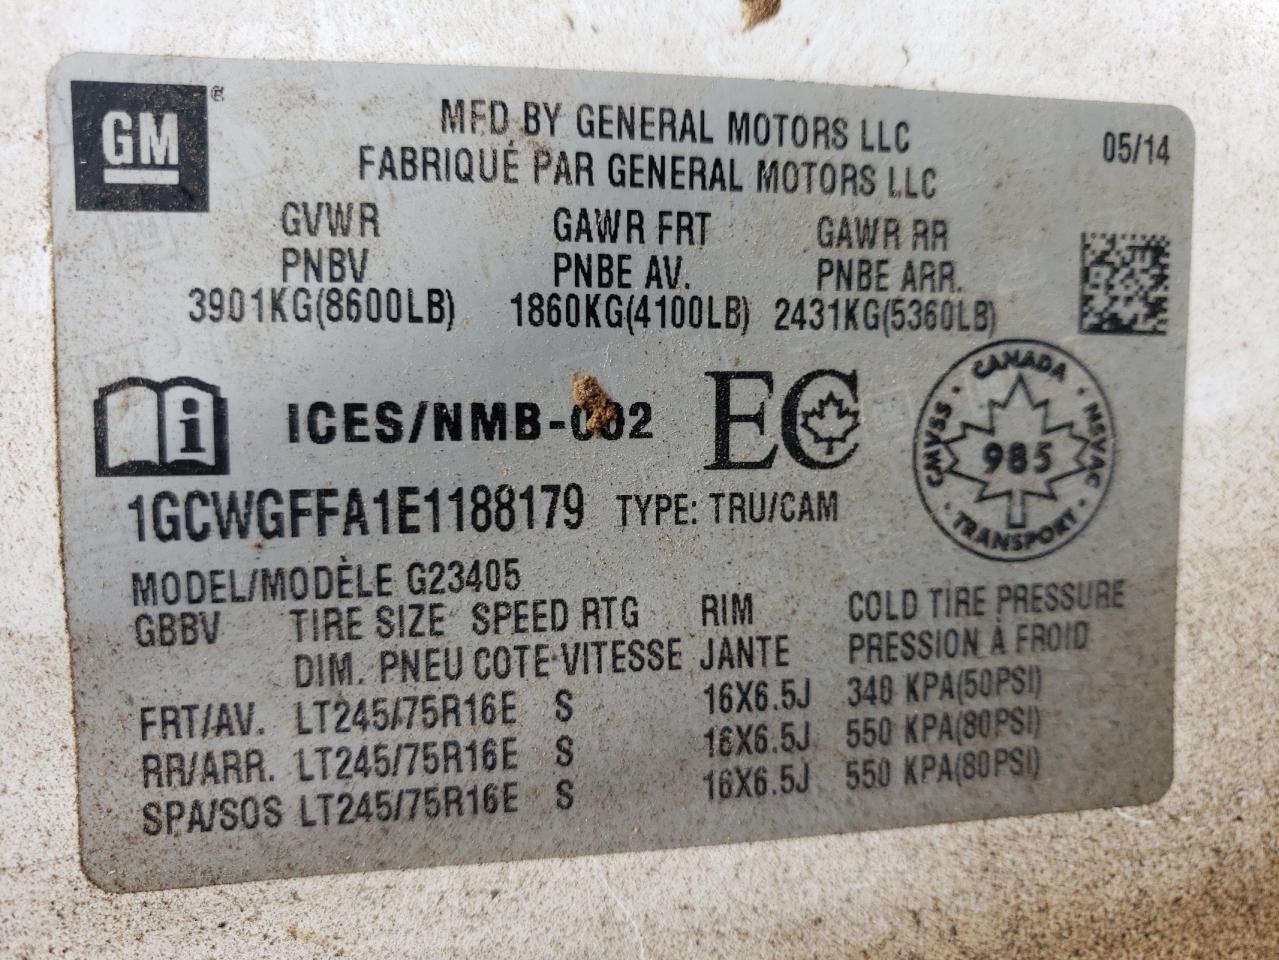 GM
MFD BY GENERAL MOTORS LLC
FABRIQUÉ PAR GENERAL MOTORS LLC
05/14
GVWR GAWR FRT GAWR RR
PNBV PNBE AV. PNBE ARR.
3901KG(8600LB) 1860KG(4100LB) 2431KG(5360LB)
i ICES/NMB-002 EC
CANADA
CMVSS 985 NSVAC
TRANSPORT
1GCWGFFA1E1188179 TYPE: TRU/CAM
MODEL/MODÈLE G23405
GBBV TIRE SIZE SPEED RTG RIM COLD TIRE PRESSURE
DIM. PNEU COTE VITESSE JANTE PRESSION À FROID
FRT/AV. LT245/75R16E S 16X6.5J 340 KPA(50PSI)
RR/ARR. LT245/75R16E S 16X6.5J 550 KPA(80PSI)
SPA/SOS LT245/75R16E S 16X6.5J 550 KPA(80PSI)